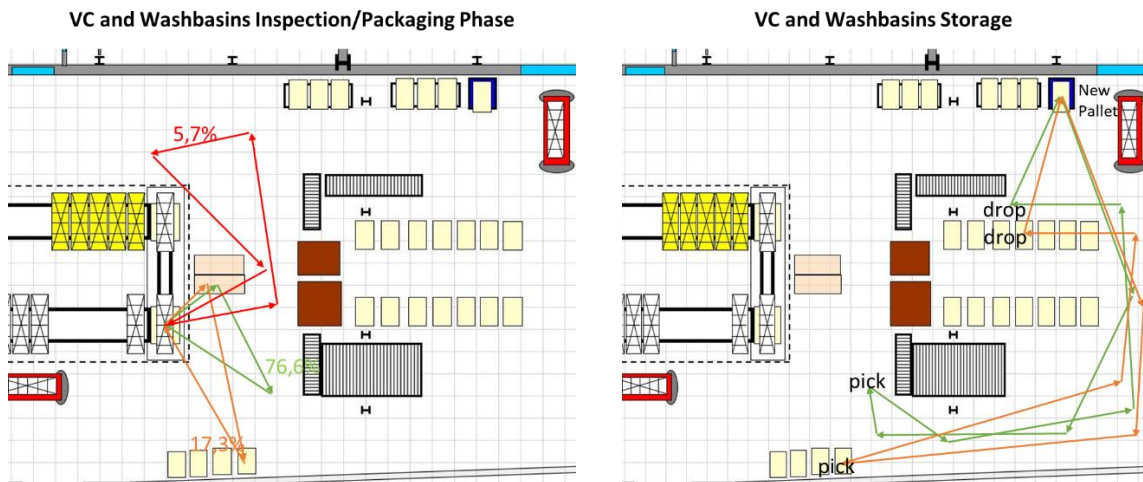 VC and Washbasins Inspection/Packaging Phase
5,7%
76,6%
17,3%
VC and Washbasins Storage
New
Pallet
drop
drop
pick
pick